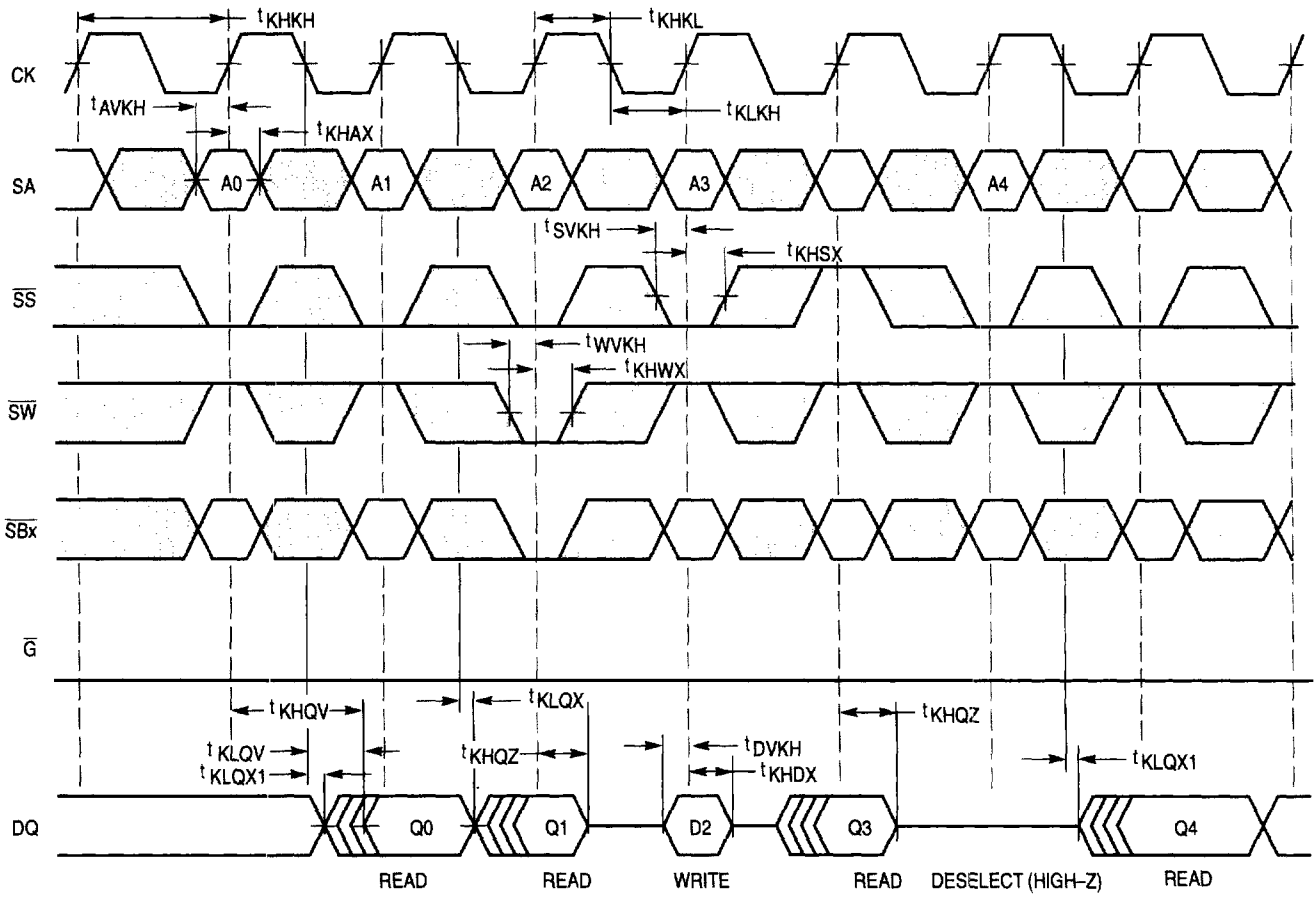 tKHKH
tKHKL
CK
tAVKH
tKLKH
tKHAX
SA
A0
A1
A2
A3
A4
tSVKH
tKHSX
SS
tWVKH
tKHWX
SW
SBx
G
tKHQV
tKLQX
tKHQZ
tKLQV
tKHQZ
tDVKH
tKLQX1
tKHDX
tKLQX1
DQ
Q0
Q1
D2
Q3
Q4
READ READ WRITE READ DESELECT (HIGH–Z) READ